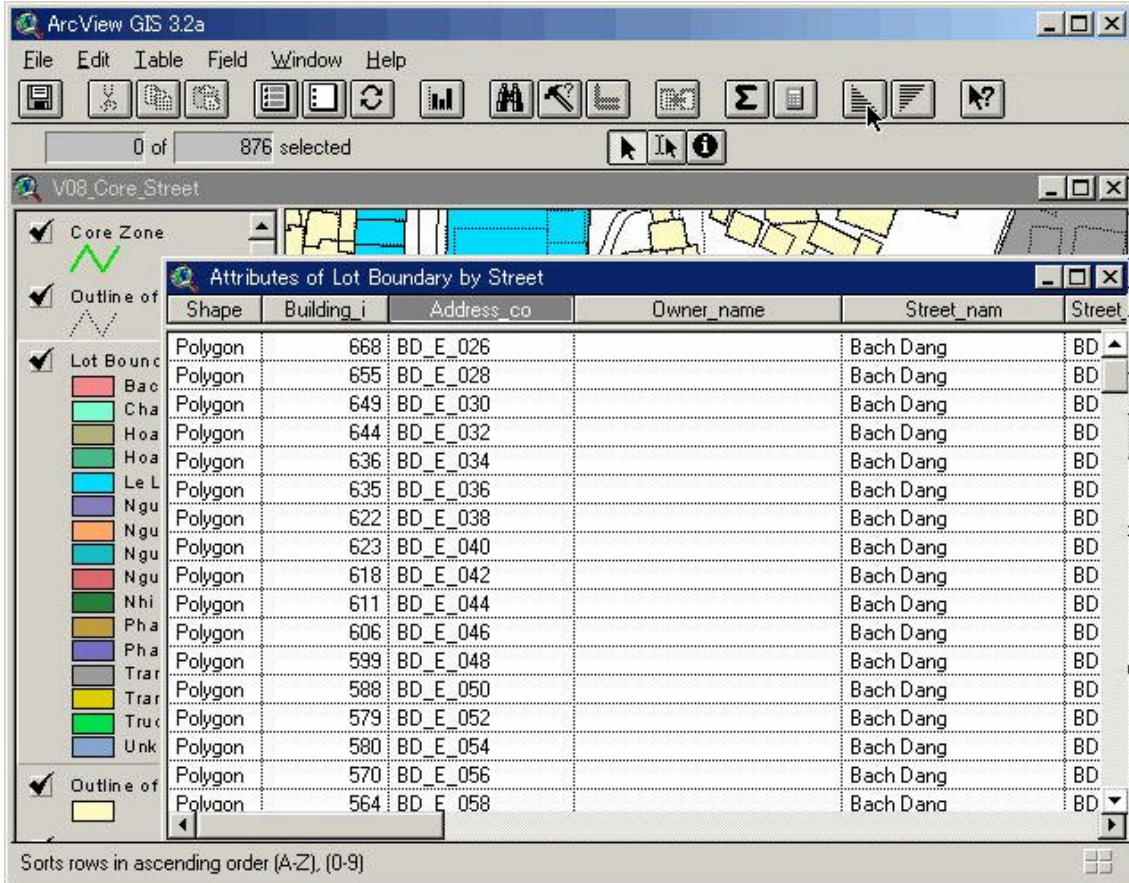 ArcView GIS 3.2a
File Edit Table Field Window Help
0 of 876 selected
V08_Core_Street
Core Zone
Outline of
Lot Bounc
Bac
Cha
Hoa
Hoa
Le L
Ngu
Ngu
Ngu
Ngu
Nhi
Pha
Pha
Trar
Trar
Truc
Unk
Outline of
Attributes of Lot Boundary by Street
Shape Building_i Address_co Owner_name Street_nam Street_
Polygon 668 BD_E_026 Bach Dang BD
Polygon 655 BD_E_028 Bach Dang BD
Polygon 649 BD_E_030 Bach Dang BD
Polygon 644 BD_E_032 Bach Dang BD
Polygon 636 BD_E_034 Bach Dang BD
Polygon 635 BD_E_036 Bach Dang BD
Polygon 622 BD_E_038 Bach Dang BD
Polygon 623 BD_E_040 Bach Dang BD
Polygon 618 BD_E_042 Bach Dang BD
Polygon 611 BD_E_044 Bach Dang BD
Polygon 606 BD_E_046 Bach Dang BD
Polygon 599 BD_E_048 Bach Dang BD
Polygon 588 BD_E_050 Bach Dang BD
Polygon 579 BD_E_052 Bach Dang BD
Polygon 580 BD_E_054 Bach Dang BD
Polygon 570 BD_E_056 Bach Dang BD
Polygon 564 BD_E_058 Bach Dang BD
Sorts rows in ascending order (A-Z), (0-9)